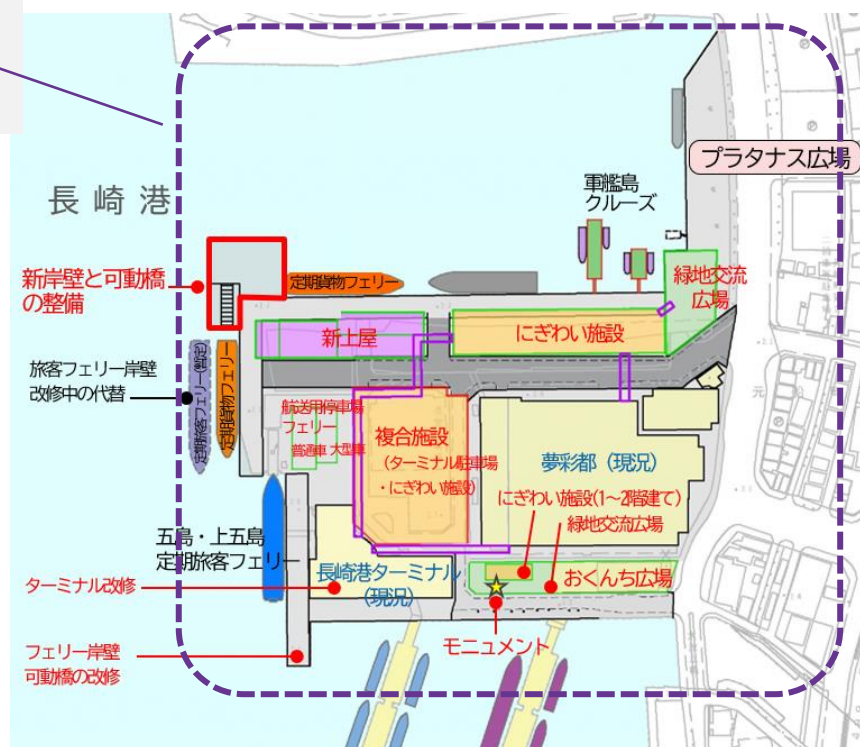 プラタナス広場
軍艦島
クルーズ
長崎港
新岸壁と可動橋
の整備
定期貨物フェリー
緑地交流
広場
新上屋
にぎわい施設
旅客フェリー岸壁
改修中の代替
定期旅客フェリー(暫定)
定期貨物フェリー
航送用停車場
フェリー
普通車 大型車
複合施設
(ターミナル駐車場
・にぎわい施設)
夢彩都（現況）
にぎわい施設(1～2階建て)
緑地交流広場
五島・上五島
定期旅客フェリー
長崎港ターミナル
(現況)
おくんち広場
ターミナル改修
モニュメント
フェリー岸壁
可動橋の改修